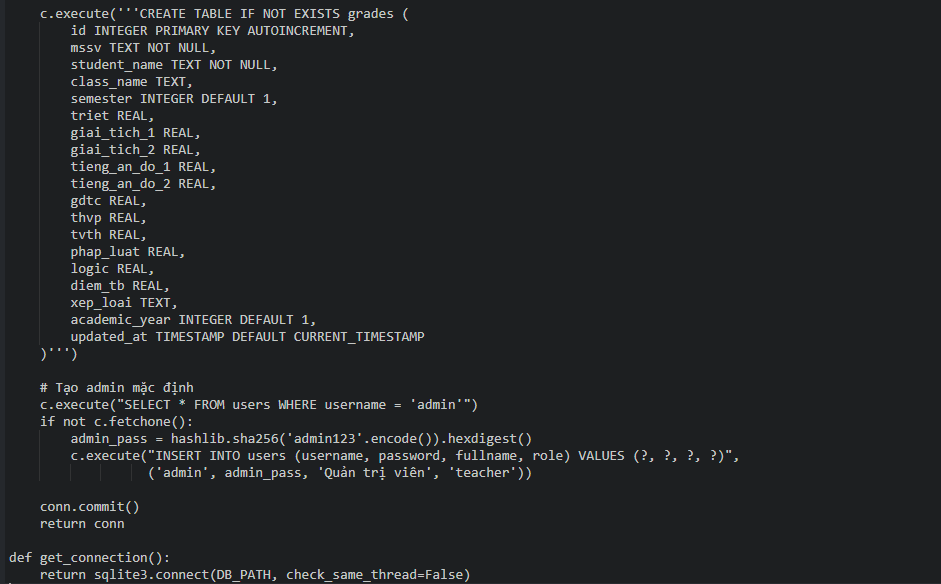 c.execute('''CREATE TABLE IF NOT EXISTS grades (
    id INTEGER PRIMARY KEY AUTOINCREMENT,
    mssv TEXT NOT NULL,
    student_name TEXT NOT NULL,
    class_name TEXT,
    semester INTEGER DEFAULT 1,
    triet REAL,
    giai_tich_1 REAL,
    giai_tich_2 REAL,
    tieng_an_do_1 REAL,
    tieng_an_do_2 REAL,
    gdtc REAL,
    thvp REAL,
    tvth REAL,
    phap_luat REAL,
    logic REAL,
    diem_tb REAL,
    xep_loai TEXT,
    academic_year INTEGER DEFAULT 1,
    updated_at TIMESTAMP DEFAULT CURRENT_TIMESTAMP
)''')
# Tạo admin mặc định
c.execute("SELECT * FROM users WHERE username = 'admin'")
if not c.fetchone():
    admin_pass = hashlib.sha256('admin123'.encode()).hexdigest()
    c.execute("INSERT INTO users (username, password, fullname, role) VALUES (?, ?, ?, ?)",
              ('admin', admin_pass, 'Quản trị viên', 'teacher'))
conn.commit()
return conn
def get_connection():
    return sqlite3.connect(DB_PATH, check_same_thread=False)